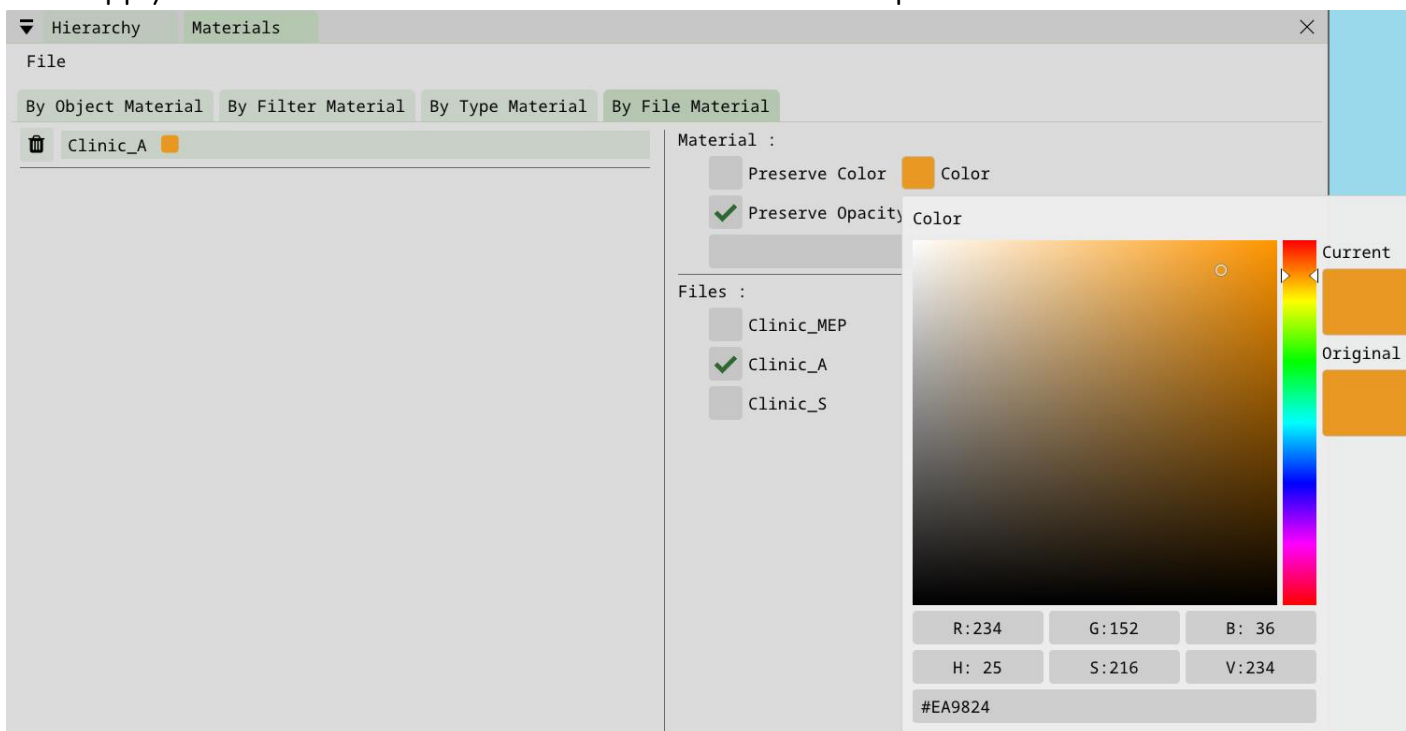 Hierarchy Materials
File
By Object Material By Filter Material By Type Material By File Material
Clinic_A
Material :
Preserve Color Color
Preserve Opacity
Color
Current
Original
Files :
Clinic_MEP
Clinic_A
Clinic_S
R:234 G:152 B: 36
H: 25 S:216 V:234
#EA9824